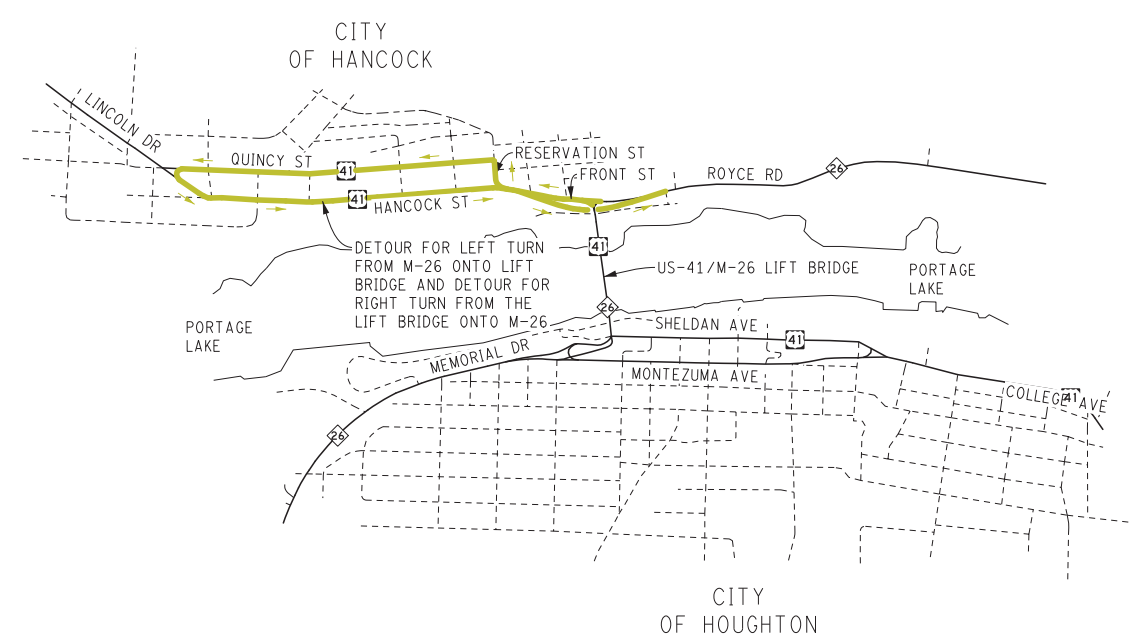 CITY
OF HANCOCK
LINCOLN DR
QUINCY ST
41
RESERVATION ST
FRONT ST
ROYCE RD
26
41
HANCOCK ST
DETOUR FOR LEFT TURN
FROM M-26 ONTO LIFT
BRIDGE AND DETOUR FOR
RIGHT TURN FROM THE
LIFT BRIDGE ONTO M-26
41
US-41/M-26 LIFT BRIDGE
PORTAGE
LAKE
26
PORTAGE
LAKE
SHELDAN AVE
41
MEMORIAL DR
MONTEZUMA AVE
COLLEGE AVE
41
26
CITY
OF HOUGHTON